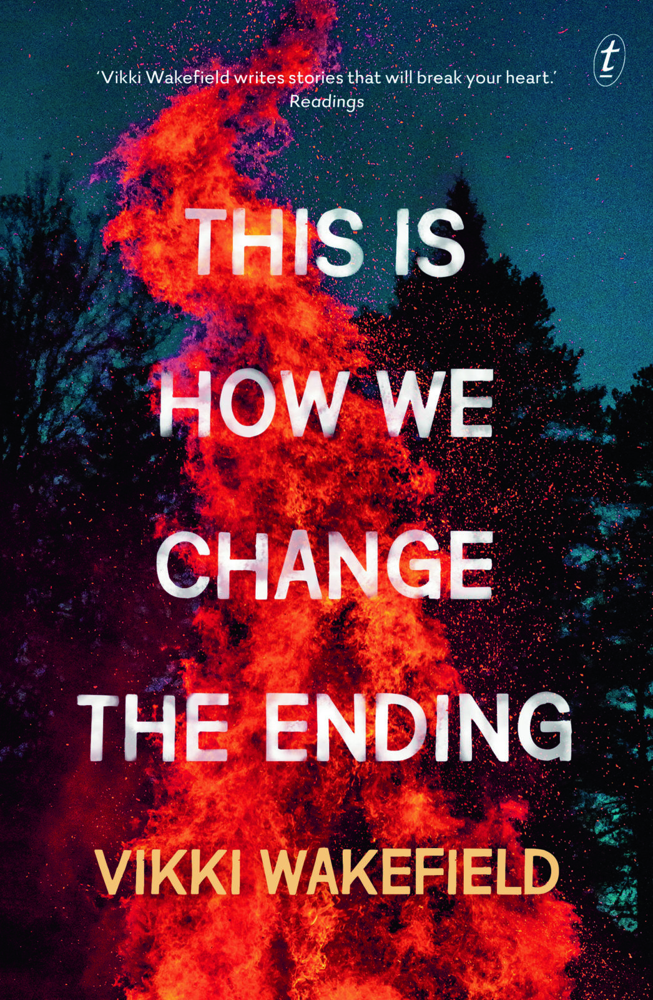 ‘Vikki Wakefield writes stories that will break your heart.’
Readings
t
THIS IS
HOW WE
CHANGE
THE ENDING
VIKKI WAKEFIELD